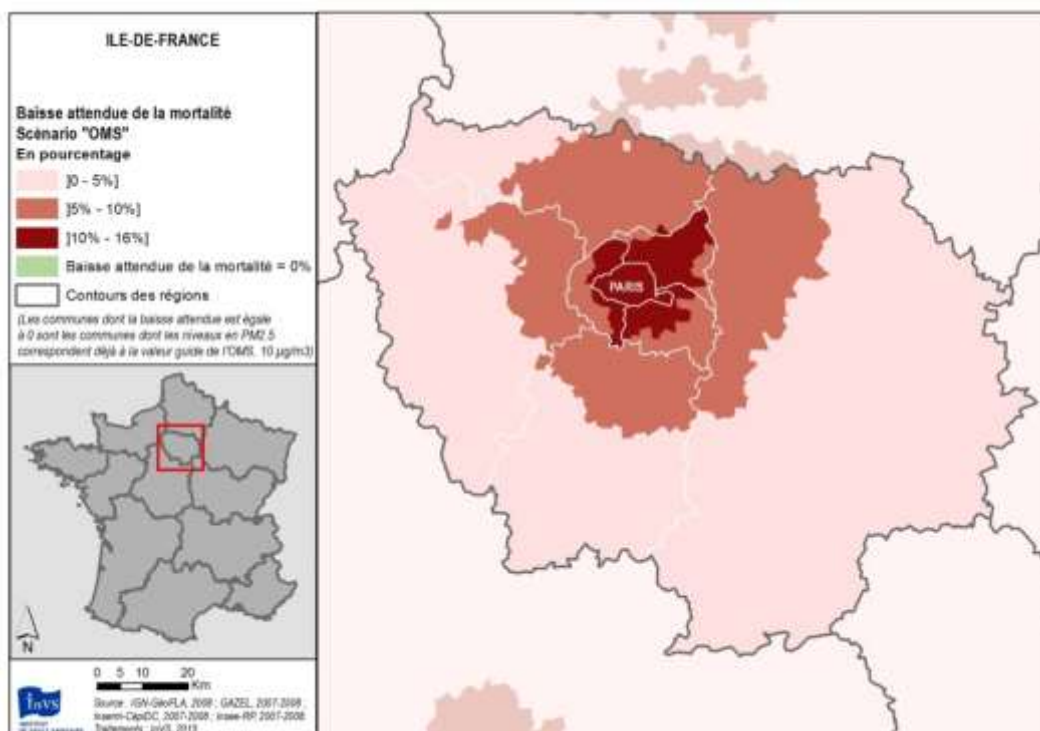 ILE-DE-FRANCE
Baisse attendue de la mortalité
Scénario "OMS"
En pourcentage
]0 - 5%]
]5% - 10%]
]10% - 16%]
Baisse attendue de la mortalité = 0%
Contours des régions
(Les communes dont la baisse attendue est égale
à 0 sont les communes dont les niveaux en PM2.5
correspondent déjà à la valeur guide de l'OMS, 10 µg/m3)
PARIS
N
0 5 10 20
Km
Source : IGN-GéoFLA, 2008 ; GAZEL, 2007-2008 ;
Inserm-CépiDC, 2007-2008 ; Insee-RP, 2007-2008.
Traitements : InVS, 2013
InVS
INSTITUT